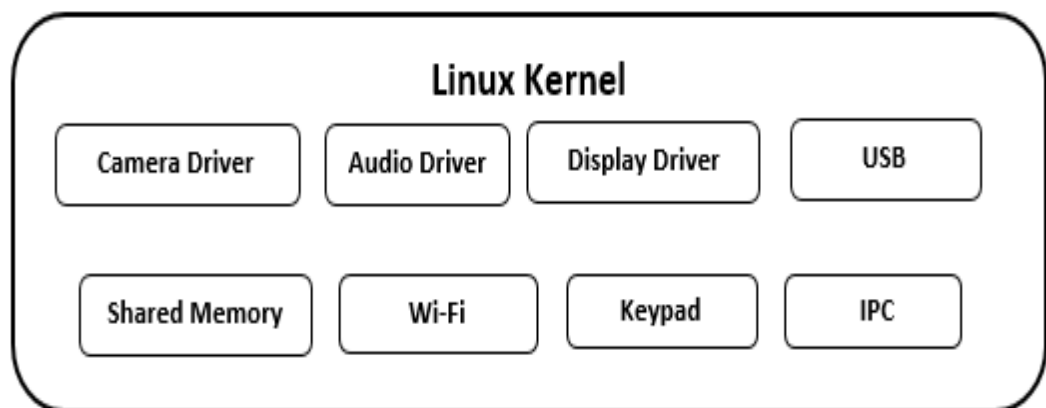 Linux Kernel
Camera Driver
Audio Driver
Display Driver
USB
Shared Memory
Wi-Fi
Keypad
IPC